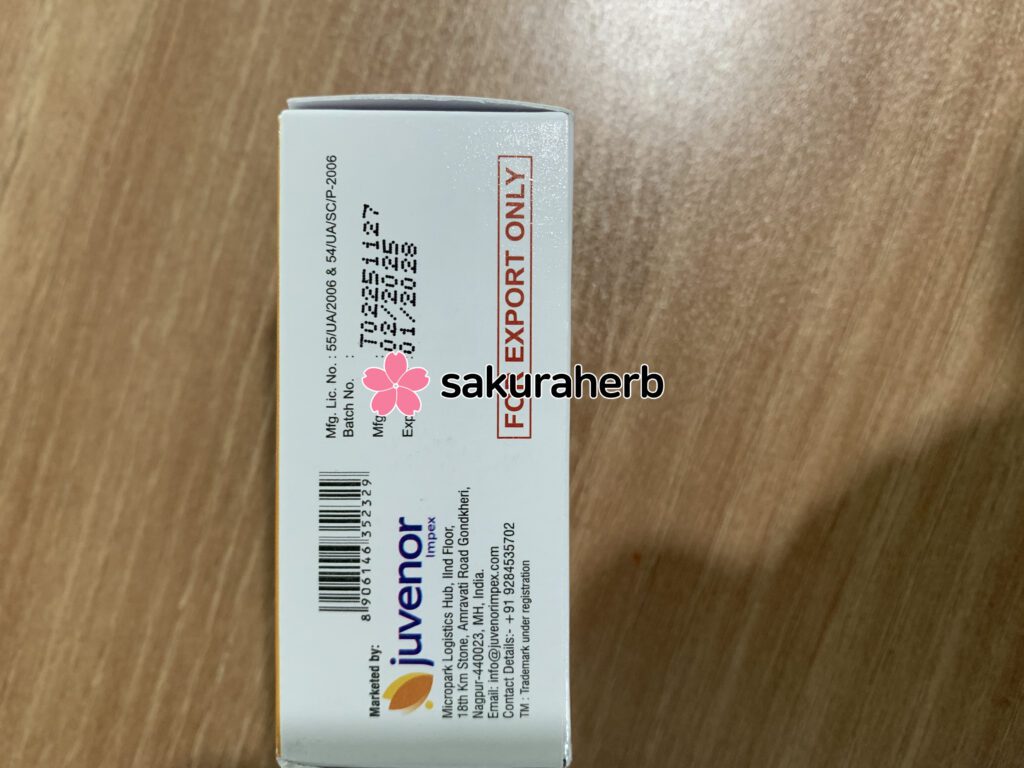 Marketed by:
juvenor
Impex
Micropark Logistics Hub, IInd Floor,
18th Km Stone, Amravati Road Gondkheri,
Nagpur-440023, MH, India.
Email: info@juvenorimpex.com
Contact Details:- +91 9284535702
TM : Trademark under registration
8 906146 352329
Mfg. Lic. No. : 55/UA/2006 & 54/UA/SC/P-2006
Batch No. : T02251127
Mfg :02/2025
Exp :01/2028
FOR EXPORT ONLY
sakuraherb